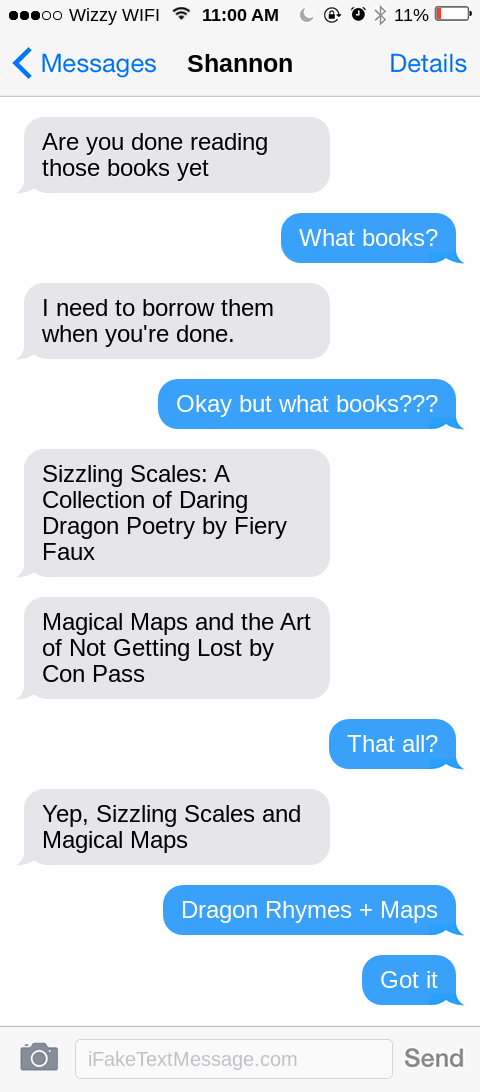 Wizzy WIFI 11:00 AM 11%
Messages Shannon Details
Are you done reading
those books yet
What books?
I need to borrow them
when you're done.
Okay but what books???
Sizzling Scales: A
Collection of Daring
Dragon Poetry by Fiery
Faux
Magical Maps and the Art
of Not Getting Lost by
Con Pass
That all?
Yep, Sizzling Scales and
Magical Maps
Dragon Rhymes + Maps
Got it
iFakeTextMessage.com Send